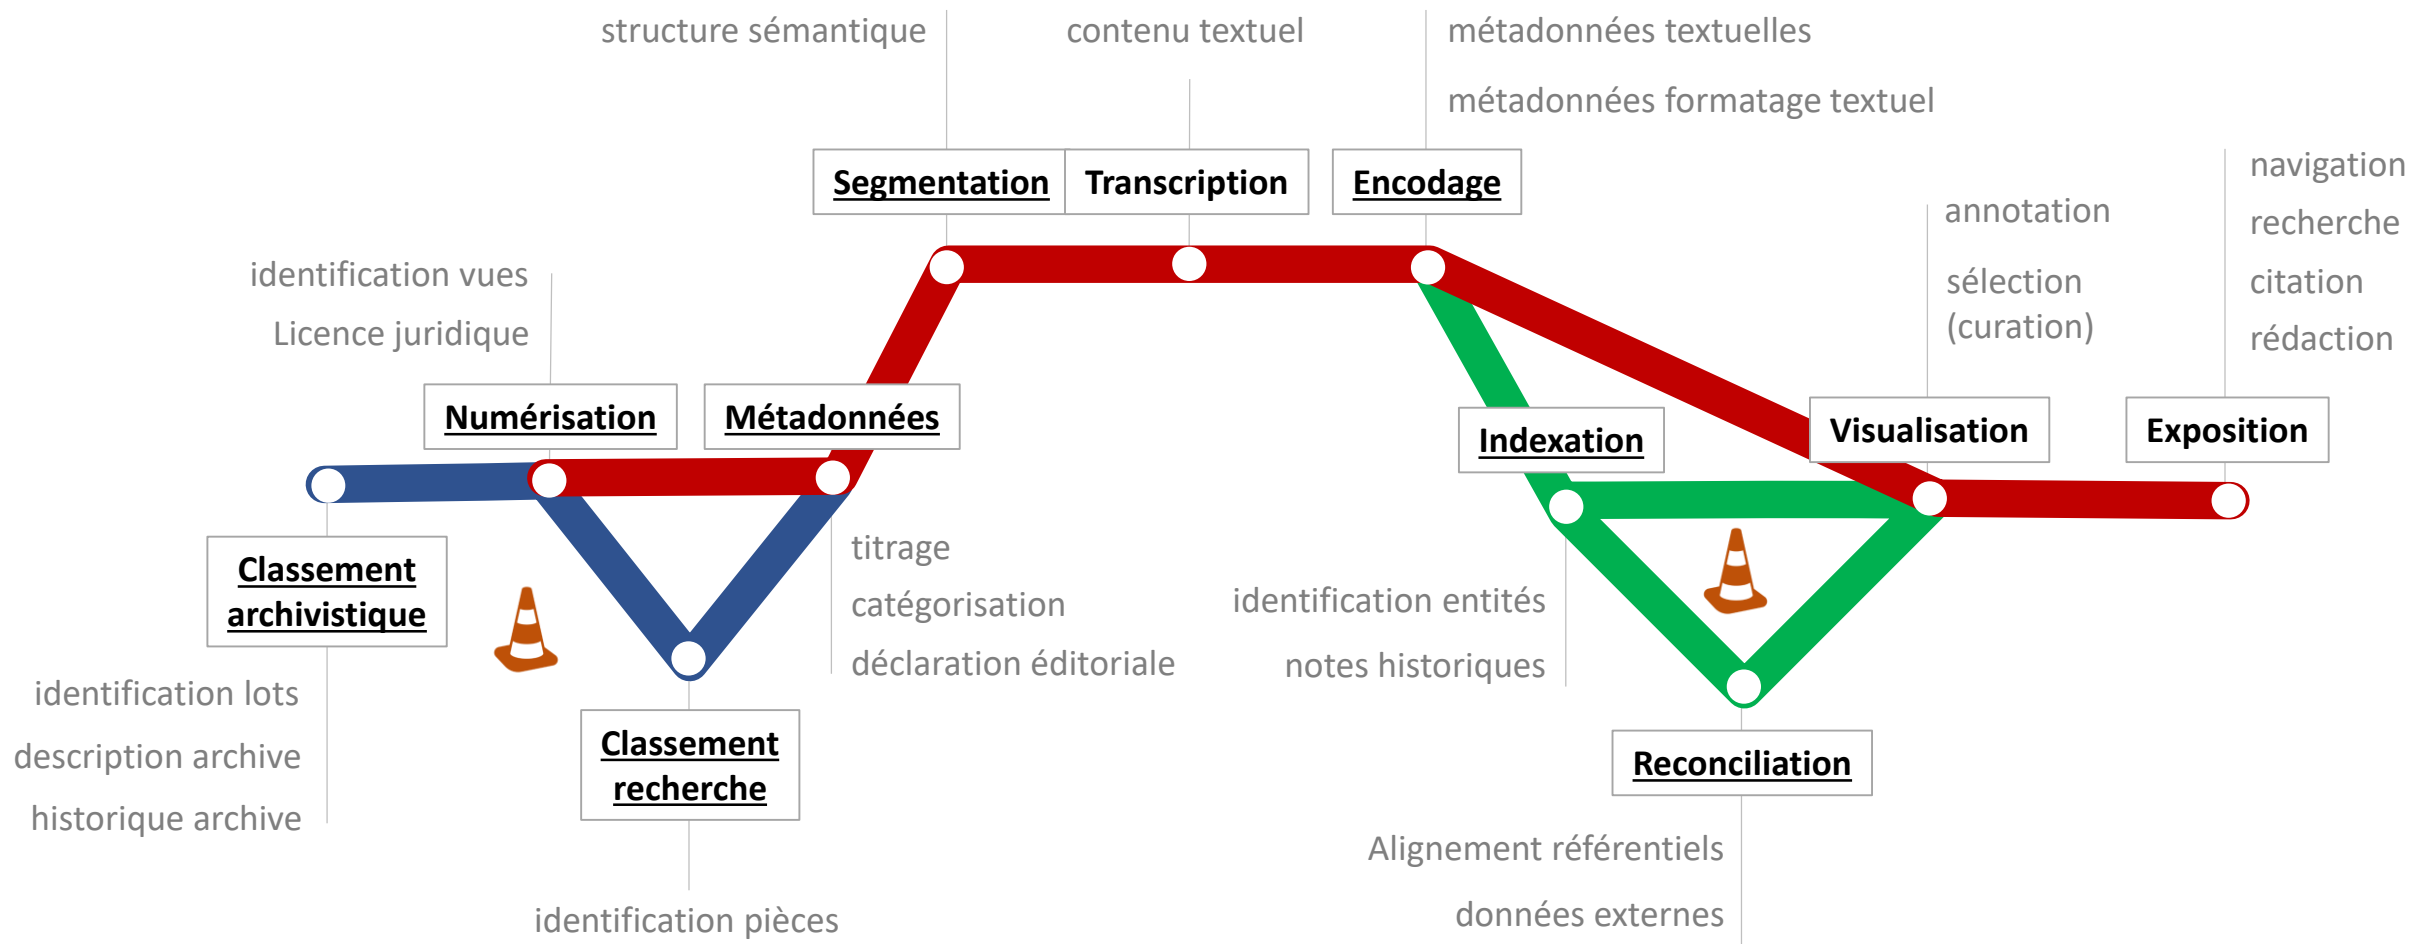 structure sémantique
contenu textuel
métadonnées textuelles
métadonnées formatage textuel
Segmentation
Transcription
Encodage
navigation
recherche
citation
rédaction
annotation
sélection
(curation)
identification vues
Licence juridique
Numérisation
Métadonnées
Indexation
Visualisation
Exposition
Classement
archivistique
titrage
catégorisation
déclaration éditoriale
identification entités
notes historiques
identification lots
description archive
historique archive
Classement
recherche
Reconciliation
identification pièces
Alignement référentiels
données externes